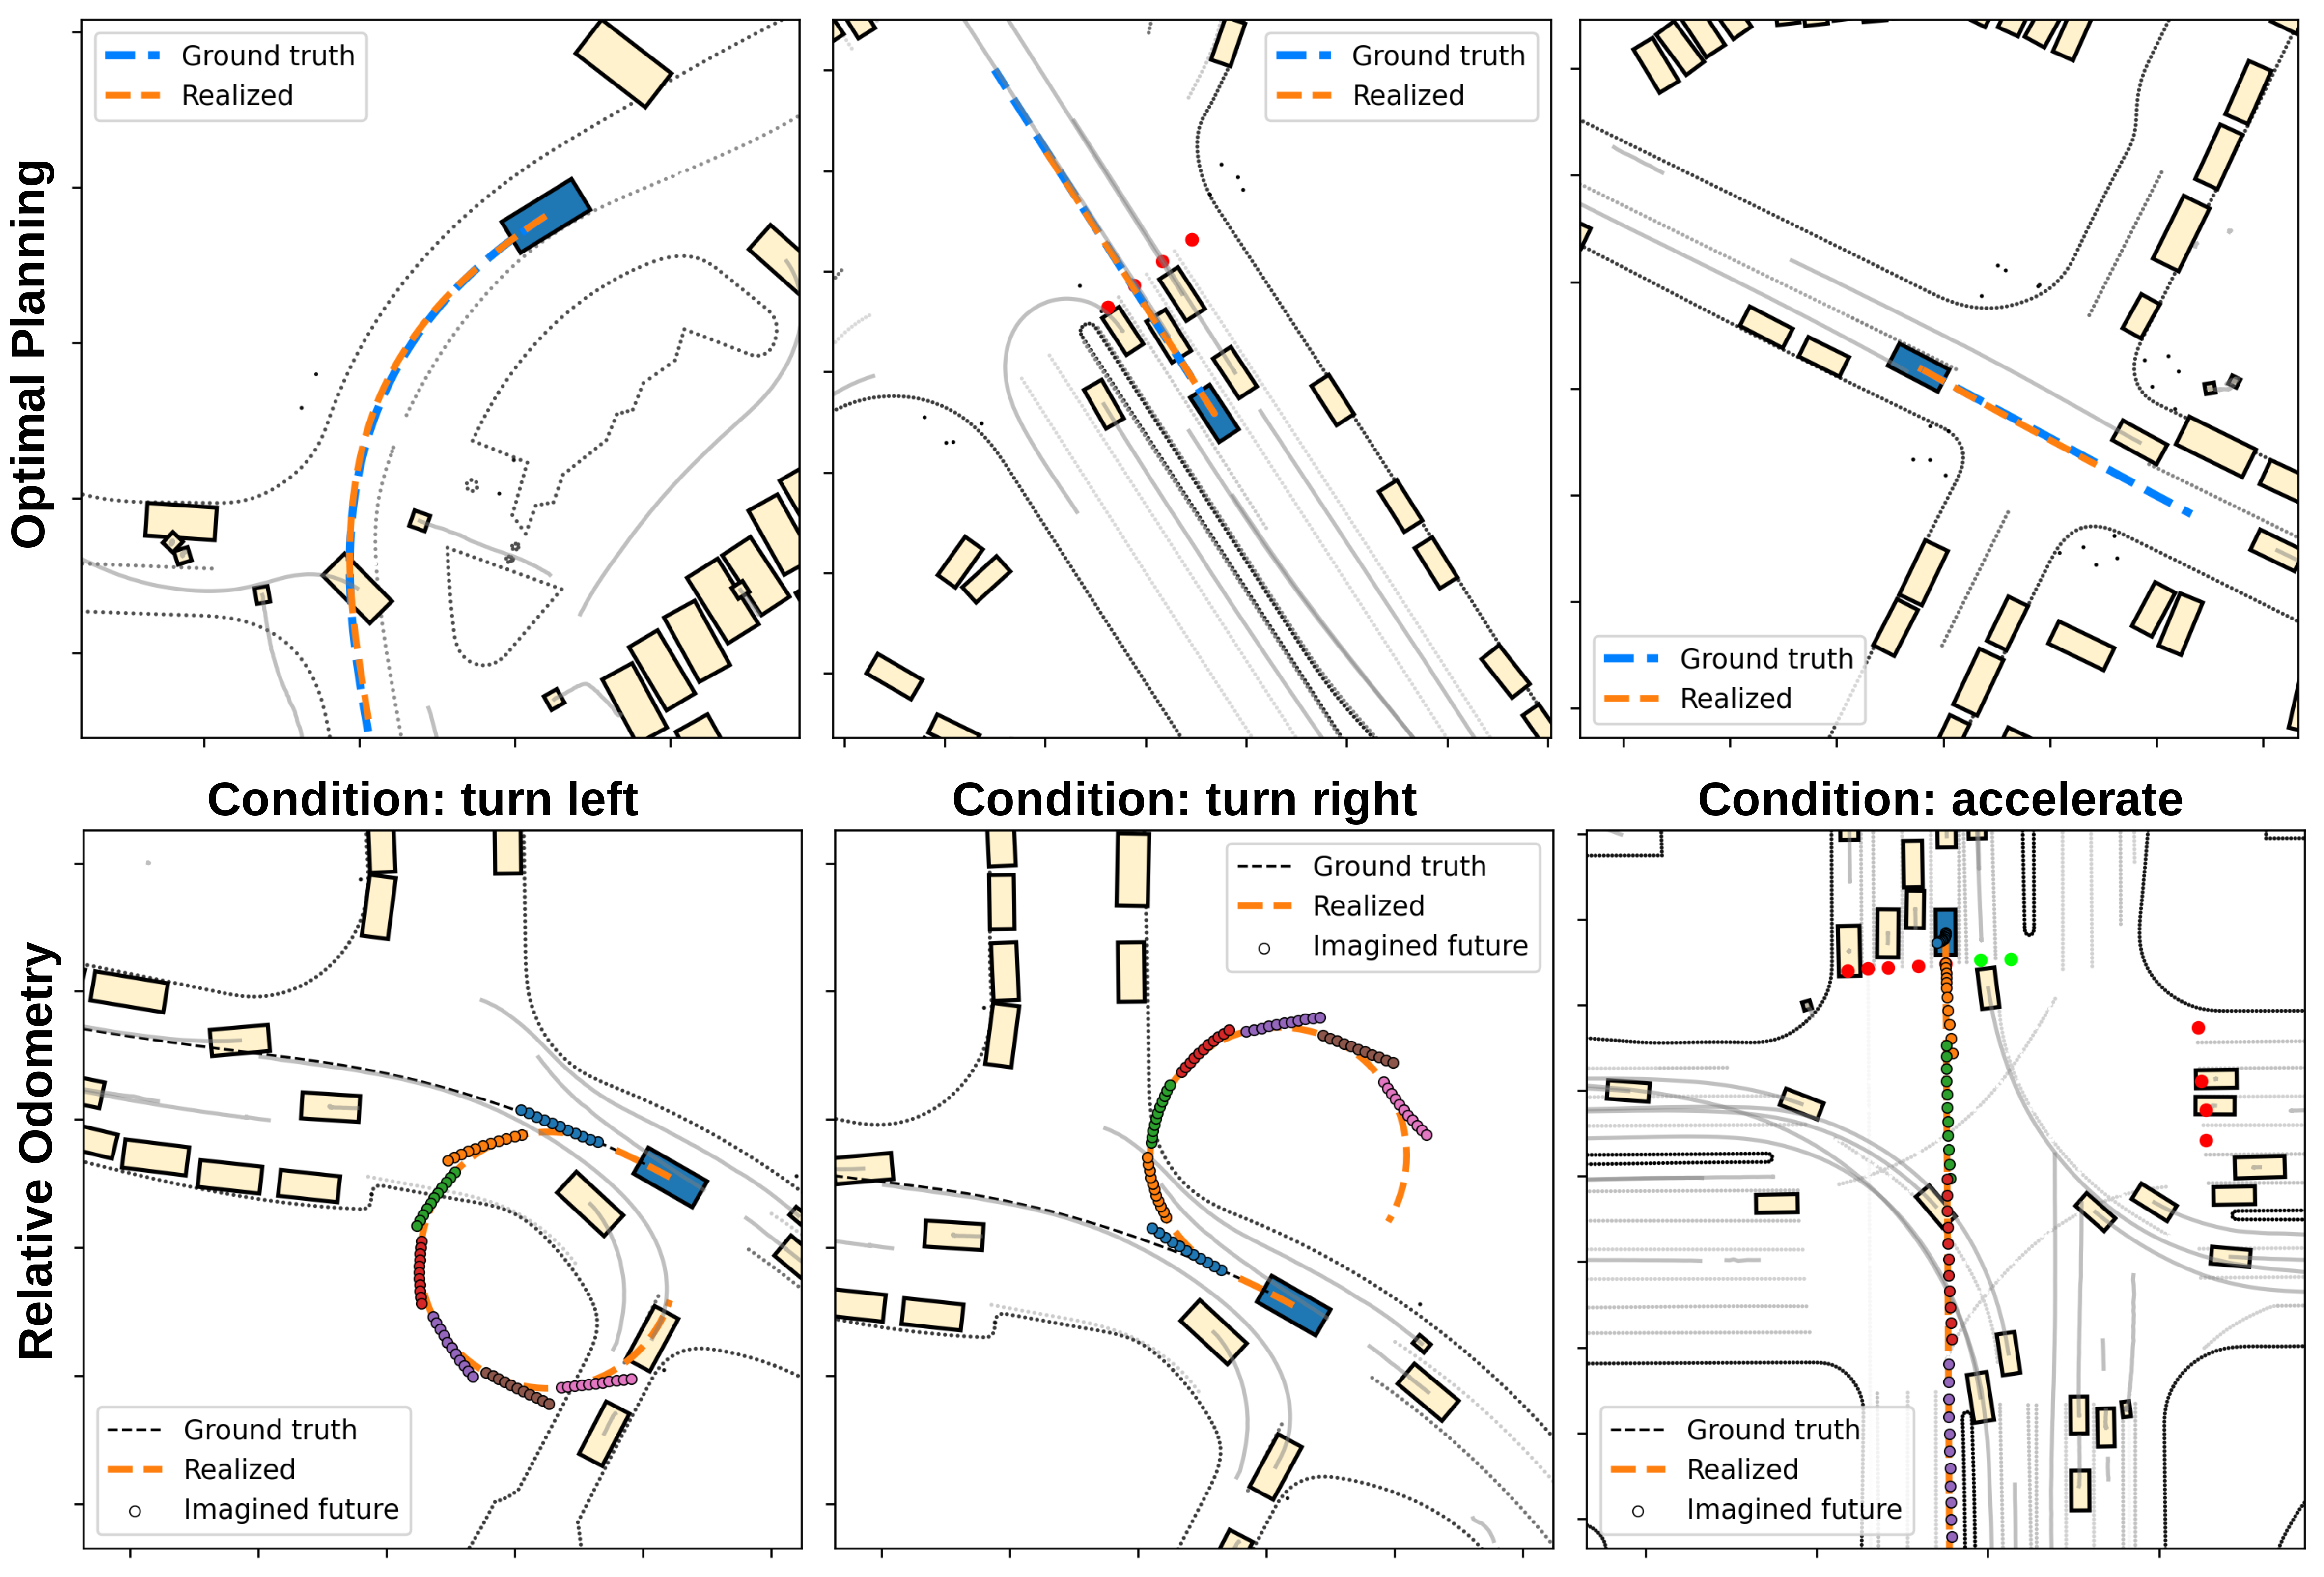 Optimal Planning
Ground truth
Realized
Ground truth
Realized
Ground truth
Realized
Condition: turn left
Condition: turn right
Condition: accelerate
Relative Odometry
Ground truth
Realized
Imagined future
Ground truth
Realized
Imagined future
Ground truth
Realized
Imagined future